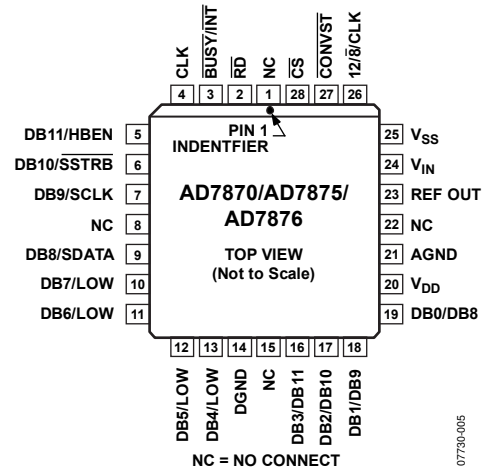 CLK
BUSY/INT
RD
NC
CS
CONVST
12/8/CLK
4
3
2
1
28
27
26
PIN 1
INDENTFIER
DB11/HBEN 5
DB10/SSTRB 6
DB9/SCLK 7
NC 8
DB8/SDATA 9
DB7/LOW 10
DB6/LOW 11
AD7870/AD7875/
AD7876
TOP VIEW
(Not to Scale)
25 VSS
24 VIN
23 REF OUT
22 NC
21 AGND
20 VDD
19 DB0/DB8
12
13
14
15
16
17
18
DB5/LOW
DB4/LOW
DGND
NC
DB3/DB11
DB2/DB10
DB1/DB9
NC = NO CONNECT
07730-005